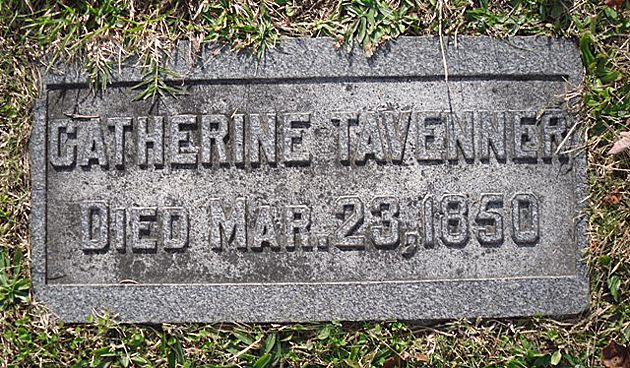 CATHERINE TAVENNER
DIED MAR. 23, 1850